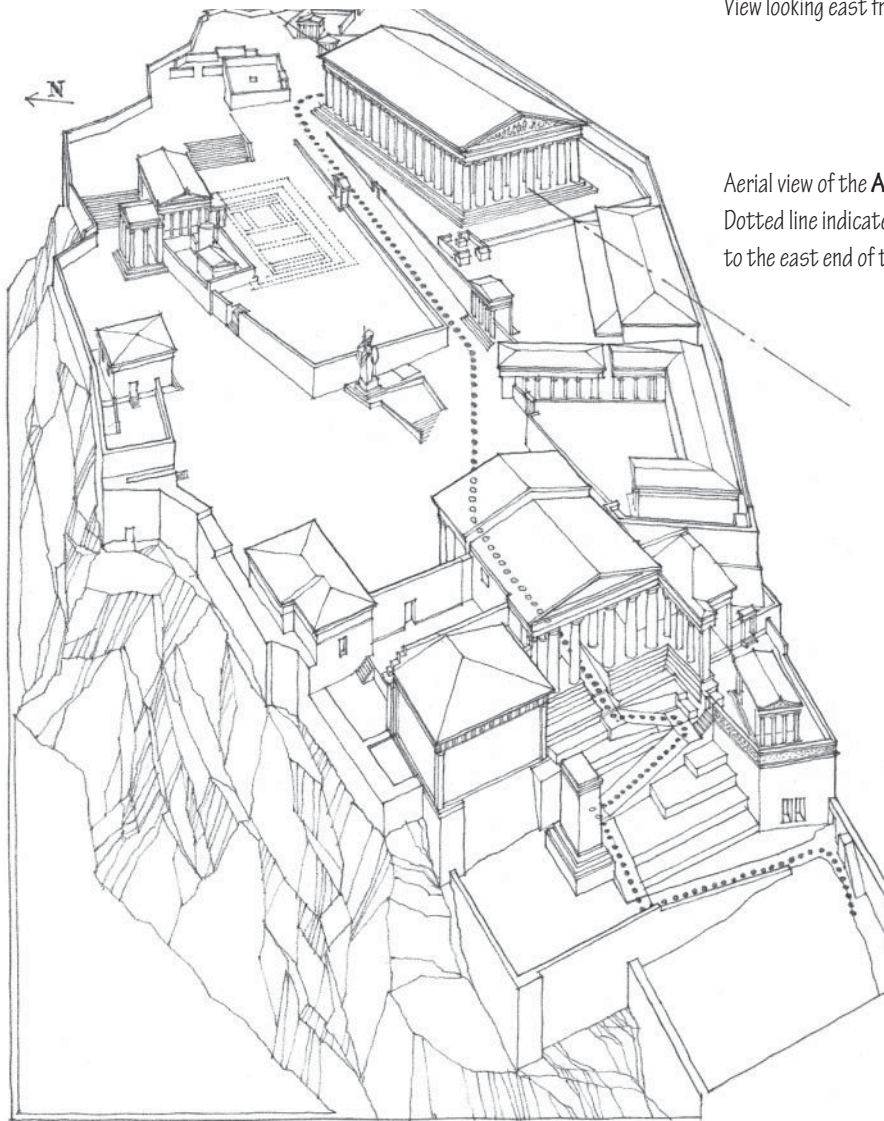 View looking east fr
N
Aerial view of the A
Dotted line indicate
to the east end of t